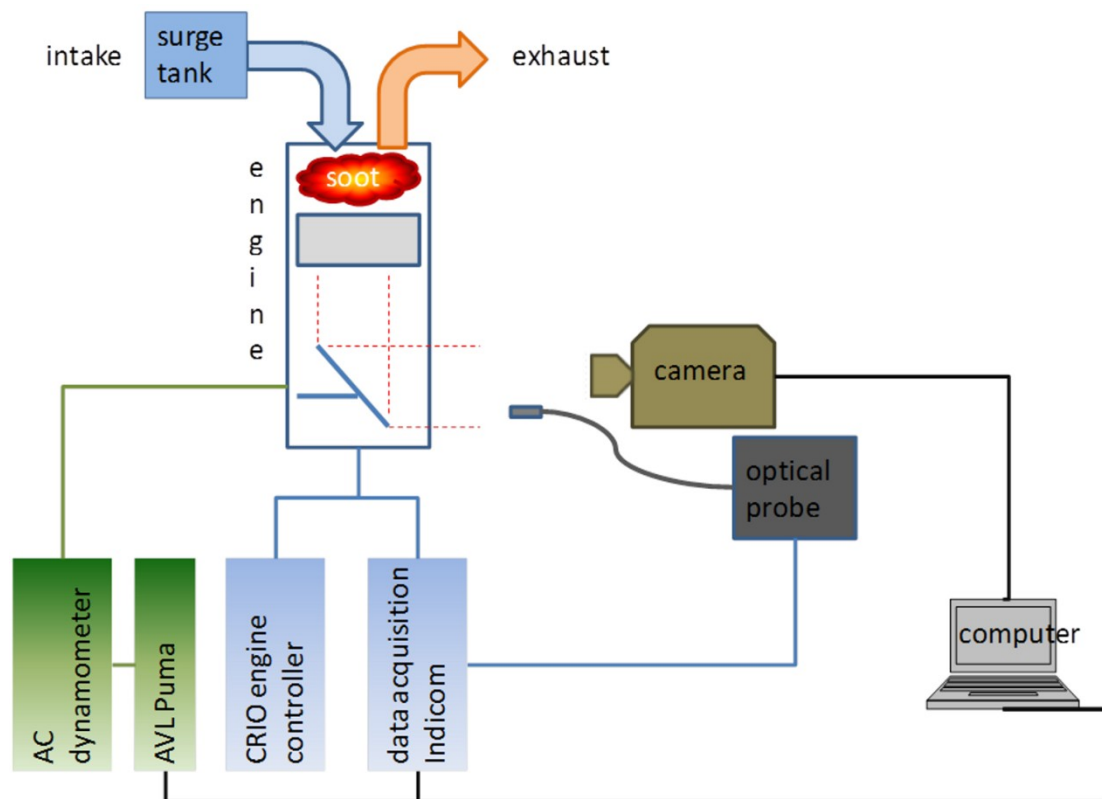 intake
surge
tank
exhaust
engine
soot
camera
optical
probe
computer
AC
dynamometer
AVL Puma
CRIO engine
controller
data acquisition
Indicom